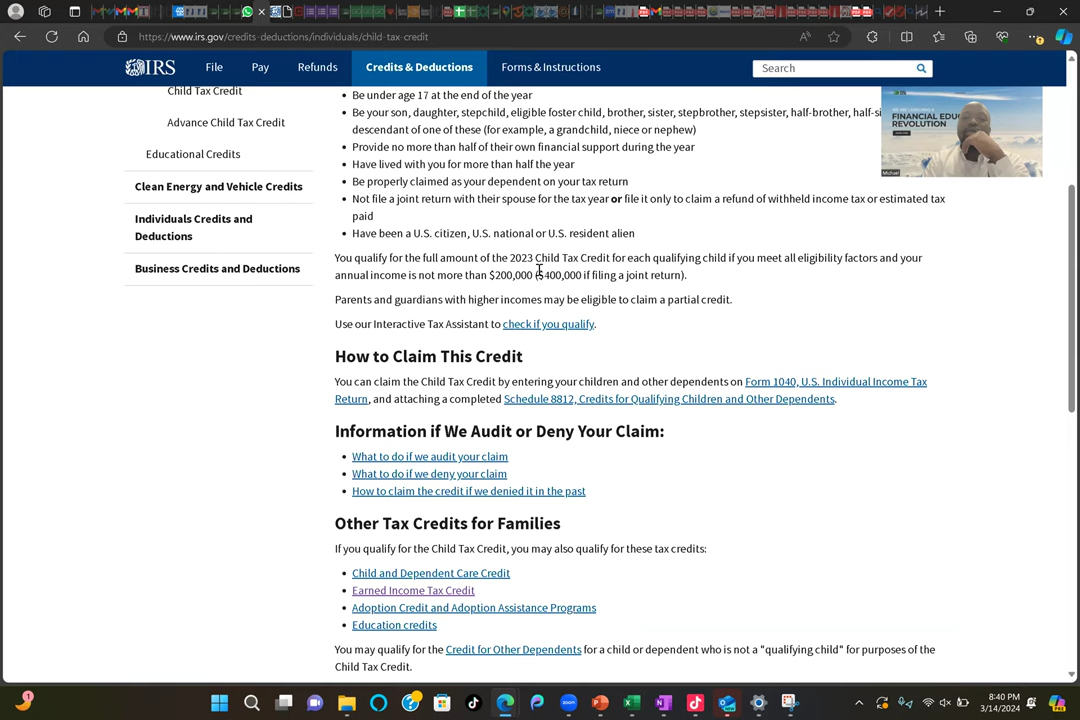 https://www.irs.gov/credits-deductions/individuals/child-tax-credit
IRS
File
Pay
Refunds
Credits & Deductions
Forms & Instructions
Search
Child Tax Credit
Advance Child Tax Credit
Educational Credits
Clean Energy and Vehicle Credits
Individuals Credits and
Deductions
Business Credits and Deductions
• Be under age 17 at the end of the year
• Be your son, daughter, stepchild, eligible foster child, brother, sister, stepbrother, stepsister, half-brother, half-si
descendant of one of these (for example, a grandchild, niece or nephew)
• Provide no more than half of their own financial support during the year
• Have lived with you for more than half the year
• Be properly claimed as your dependent on your tax return
• Not file a joint return with their spouse for the tax year or file it only to claim a refund of withheld income tax or estimated tax
paid
• Have been a U.S. citizen, U.S. national or U.S. resident alien
You qualify for the full amount of the 2023 Child Tax Credit for each qualifying child if you meet all eligibility factors and your
annual income is not more than $200,000 ($400,000 if filing a joint return).
Parents and guardians with higher incomes may be eligible to claim a partial credit.
Use our Interactive Tax Assistant to check if you qualify.
How to Claim This Credit
You can claim the Child Tax Credit by entering your children and other dependents on Form 1040, U.S. Individual Income Tax
Return, and attaching a completed Schedule 8812, Credits for Qualifying Children and Other Dependents.
Information if We Audit or Deny Your Claim:
• What to do if we audit your claim
• What to do if we deny your claim
• How to claim the credit if we denied it in the past
Other Tax Credits for Families
If you qualify for the Child Tax Credit, you may also qualify for these tax credits:
• Child and Dependent Care Credit
• Earned Income Tax Credit
• Adoption Credit and Adoption Assistance Programs
• Education credits
You may qualify for the Credit for Other Dependents for a child or dependent who is not a "qualifying child" for purposes of the
Child Tax Credit.
FINANCIAL EDU
REVOLUTION
Michael
1
zoom
8:40 PM
3/14/2024